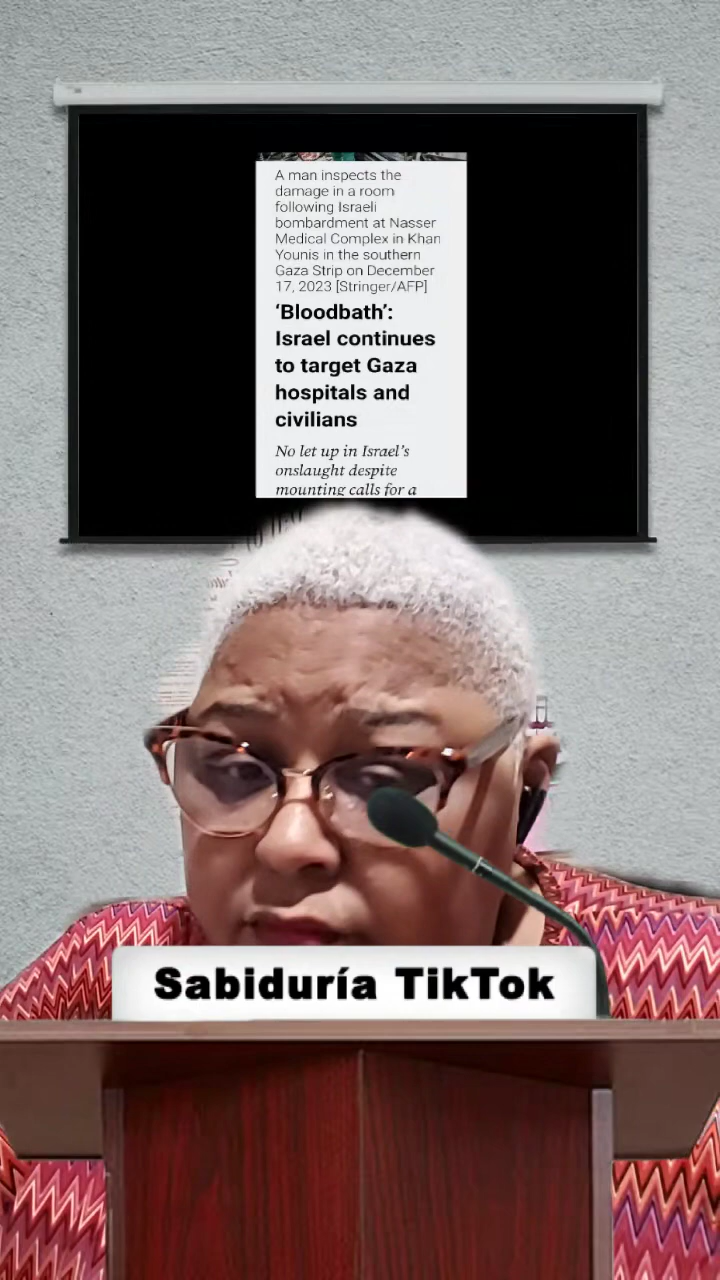 A man inspects the
damage in a room
following Israeli
bombardment at Nasser
Medical Complex in Khan
Younis in the southern
Gaza Strip on December
17, 2023 [Stringer/AFP]
‘Bloodbath’:
Israel continues
to target Gaza
hospitals and
civilians
No let up in Israel’s
onslaught despite
mounting calls for a
Sabiduría TikTok